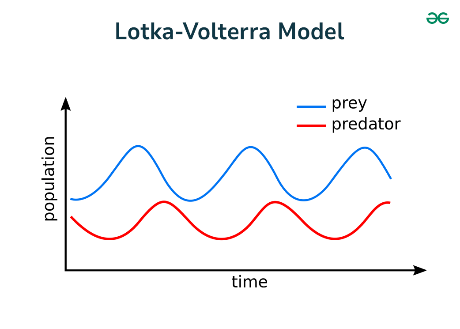 Lotka-Volterra Model
prey
predator
population
time